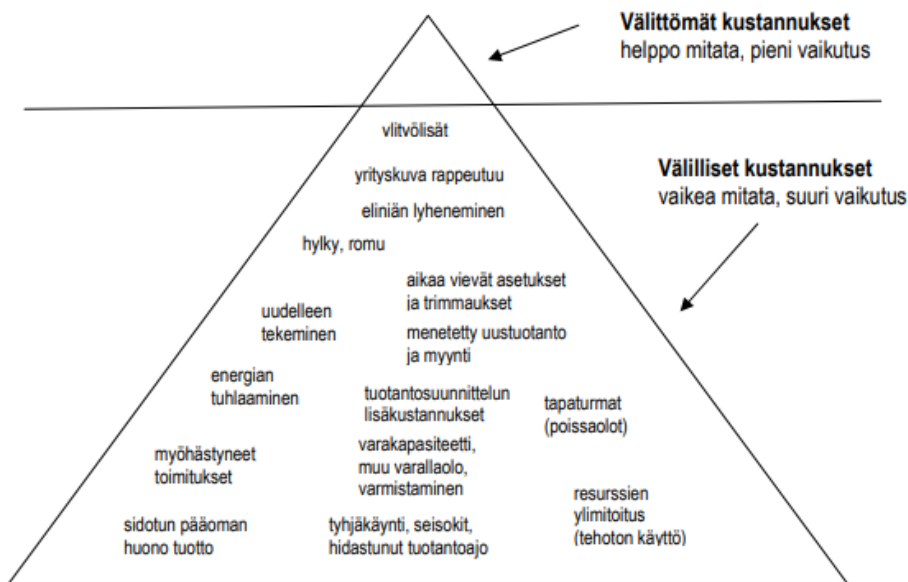 Välittömät kustannukset
helppo mitata, pieni vaikutus
vlitvölisät
yrityskuva rappeutuu
Välilliset kustannukset
vaikea mitata, suuri vaikutus
eliniän lyheneminen
hylky, romu
aikaa vievät asetukset
ja trimmaukset
uudelleen
tekeminen
menetetty uustuotanto
ja myynti
energian
tuhlaaminen
tuotantosuunnittelun
lisäkustannukset
tapaturmat
(poissaolot)
myöhästyneet
toimitukset
varakapasiteetti,
muu varallaolo,
varmistaminen
resurssien
ylimitoitus
(tehoton käyttö)
sidotun pääoman
huono tuotto
tyhjäkäynti, seisokit,
hidastunut tuotantoajo